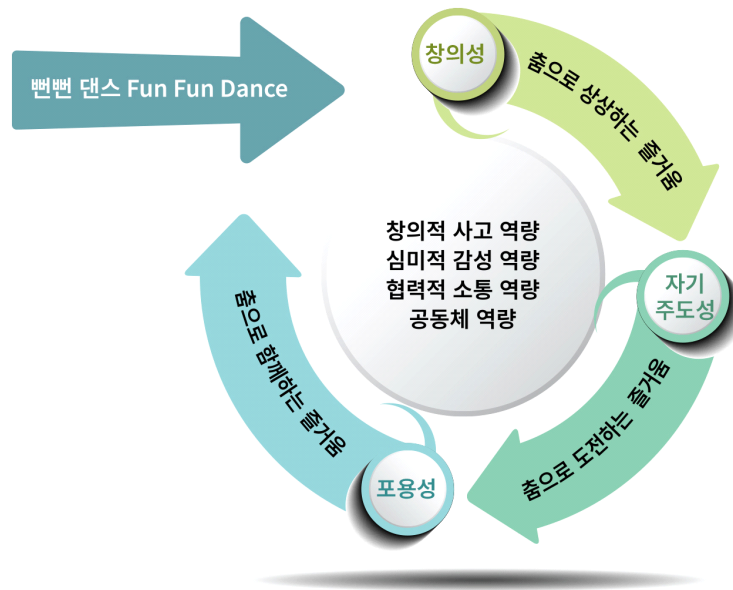 뻔뻔 댄스 Fun Fun Dance
창의성
춤으로 상상하는 즐거움
창의적 사고 역량
심미적 감성 역량
협력적 소통 역량
공동체 역량
자기
주도성
춤으로 도전하는 즐거움
포용성
춤으로 함께하는 즐거움